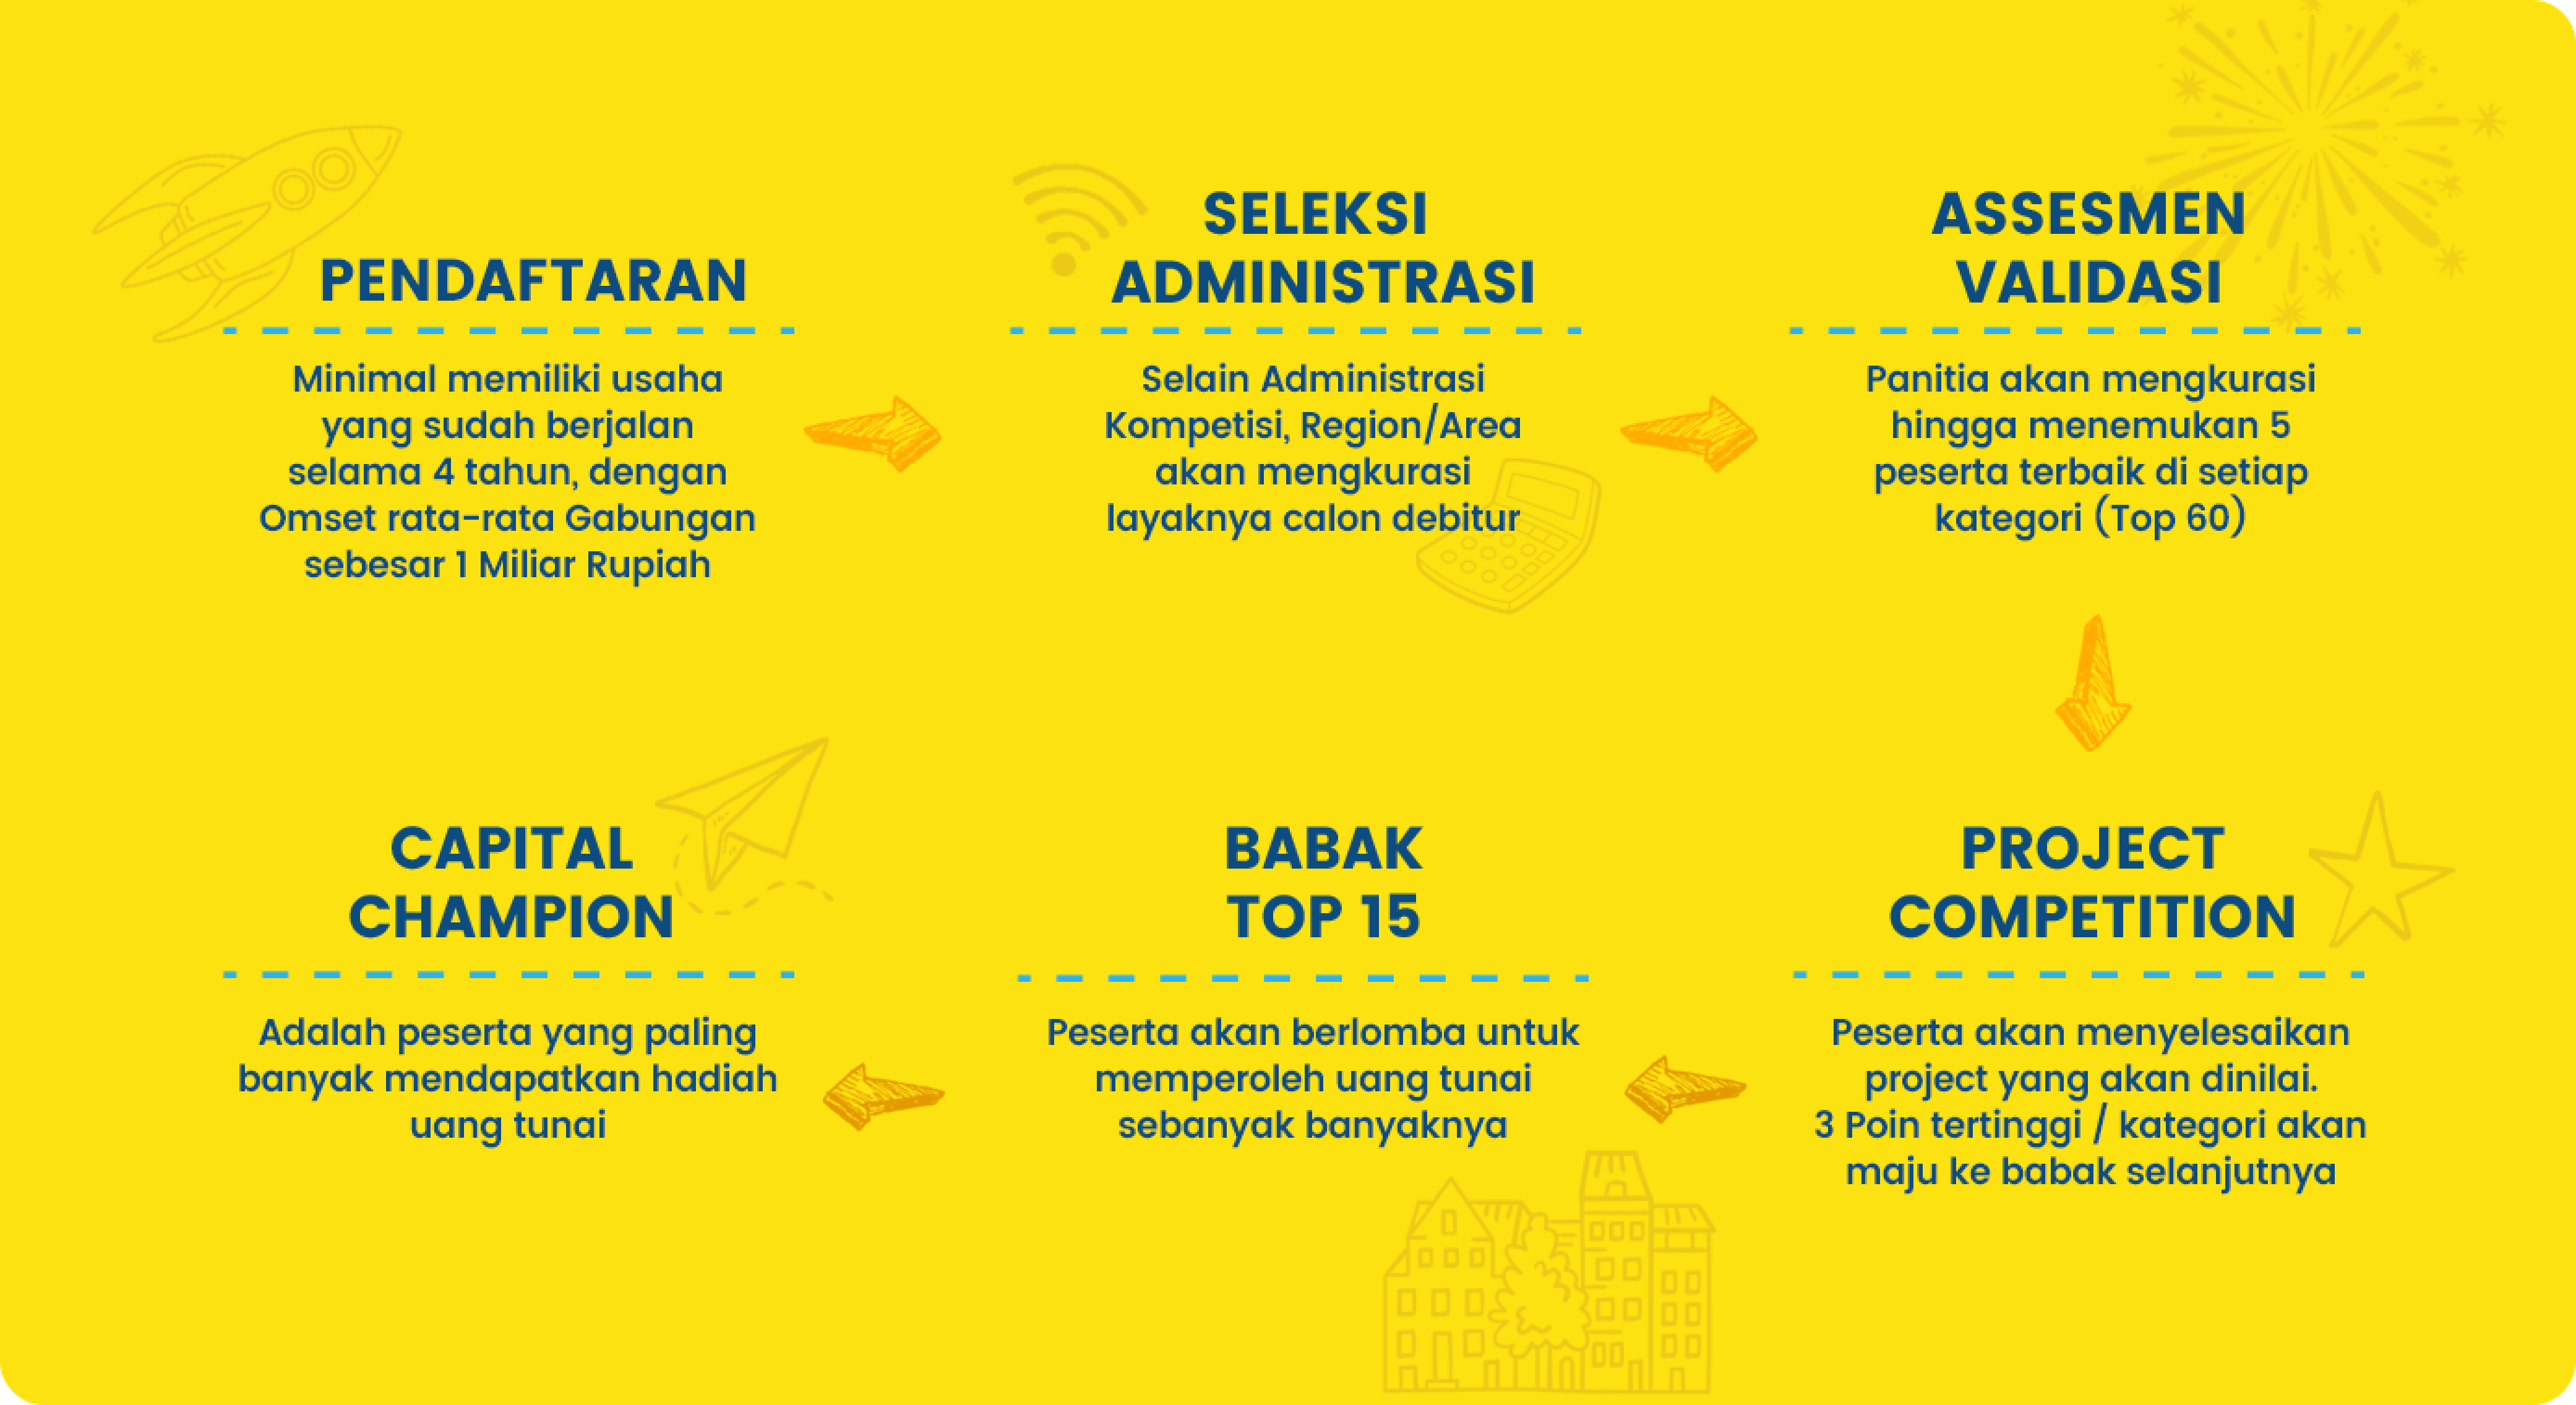 PENDAFTARAN
Minimal memiliki usaha
yang sudah berjalan
selama 4 tahun, dengan
Omset rata-rata Gabungan
sebesar 1 Miliar Rupiah
SELEKSI
ADMINISTRASI
Selain Administrasi
Kompetisi, Region/Area
akan mengkurasi
layaknya calon debitur
ASSESMEN
VALIDASI
Panitia akan mengkurasi
hingga menemukan 5
peserta terbaik di setiap
kategori (Top 60)
PROJECT
COMPETITION
Peserta akan menyelesaikan
project yang akan dinilai.
3 Poin tertinggi / kategori akan
maju ke babak selanjutnya
BABAK
TOP 15
Peserta akan berlomba untuk
memperoleh uang tunai
sebanyak banyaknya
CAPITAL
CHAMPION
Adalah peserta yang paling
banyak mendapatkan hadiah
uang tunai